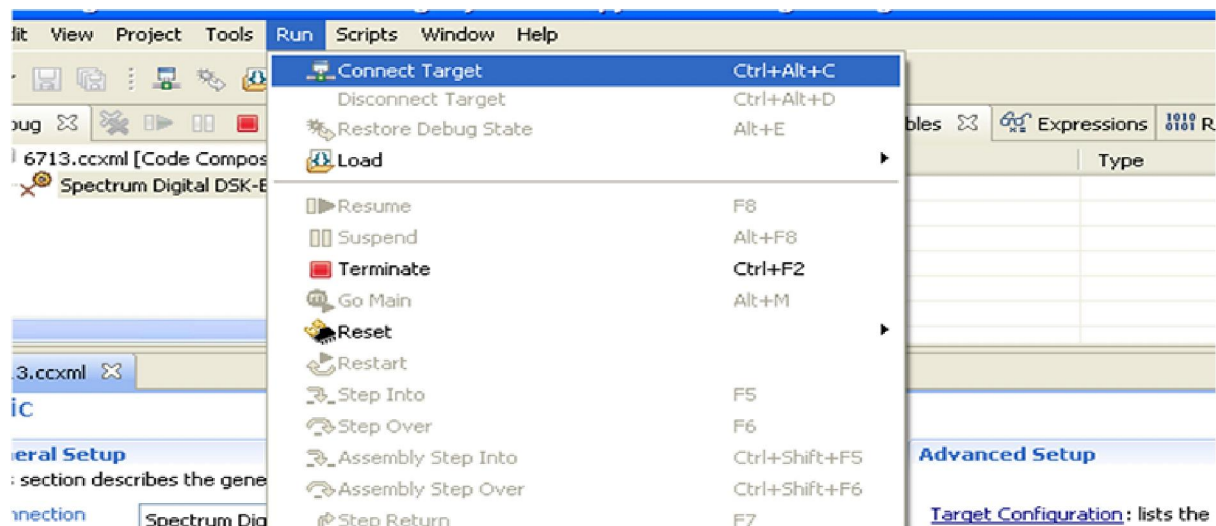 View Project Tools Run Scripts Window Help
Connect Target Ctrl+Alt+C
Disconnect Target Ctrl+Alt+D
Restore Debug State Alt+E
Load
Expressions
6713.ccxml [Code Compos
Type
Spectrum Digital DSK-E
Resume F8
Suspend Alt+F8
Terminate Ctrl+F2
Go Main Alt+M
Reset
Restart
3.ccxml
Step Into F5
Step Over F6
Assembly Step Into Ctrl+Shift+F5
Assembly Step Over Ctrl+Shift+F6
Step Return F7
ic
eral Setup
section describes the gene
nnection Spectrum Dig
Advanced Setup
Target Configuration: lists the